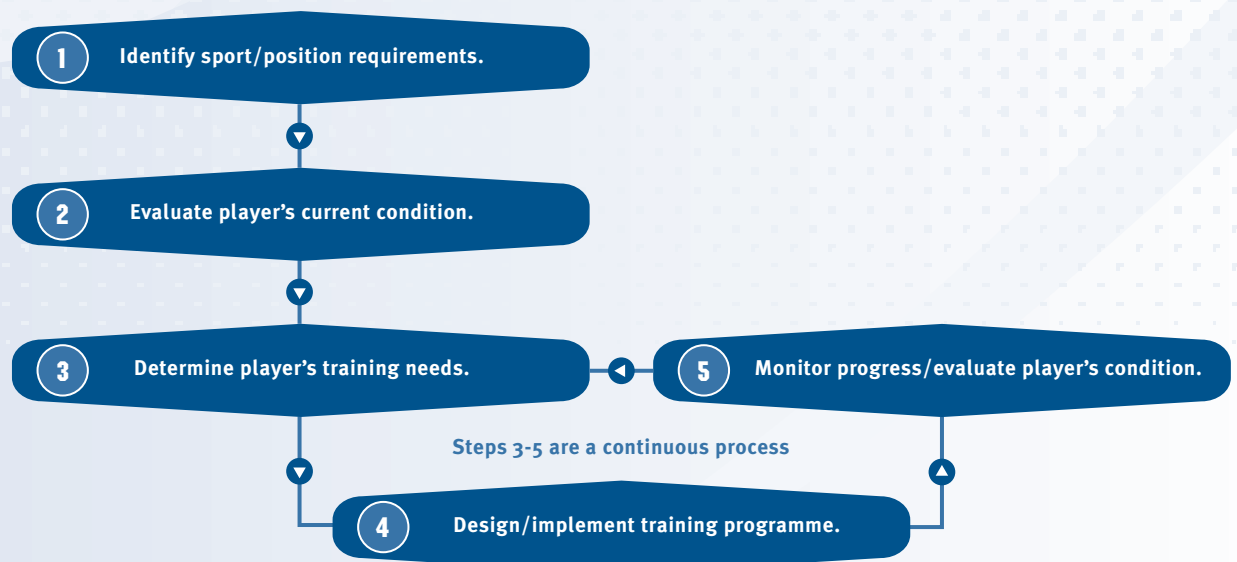 1 Identify sport/position requirements.
2 Evaluate player’s current condition.
3 Determine player’s training needs.
5 Monitor progress/evaluate player’s condition.
Steps 3-5 are a continuous process
4 Design/implement training programme.